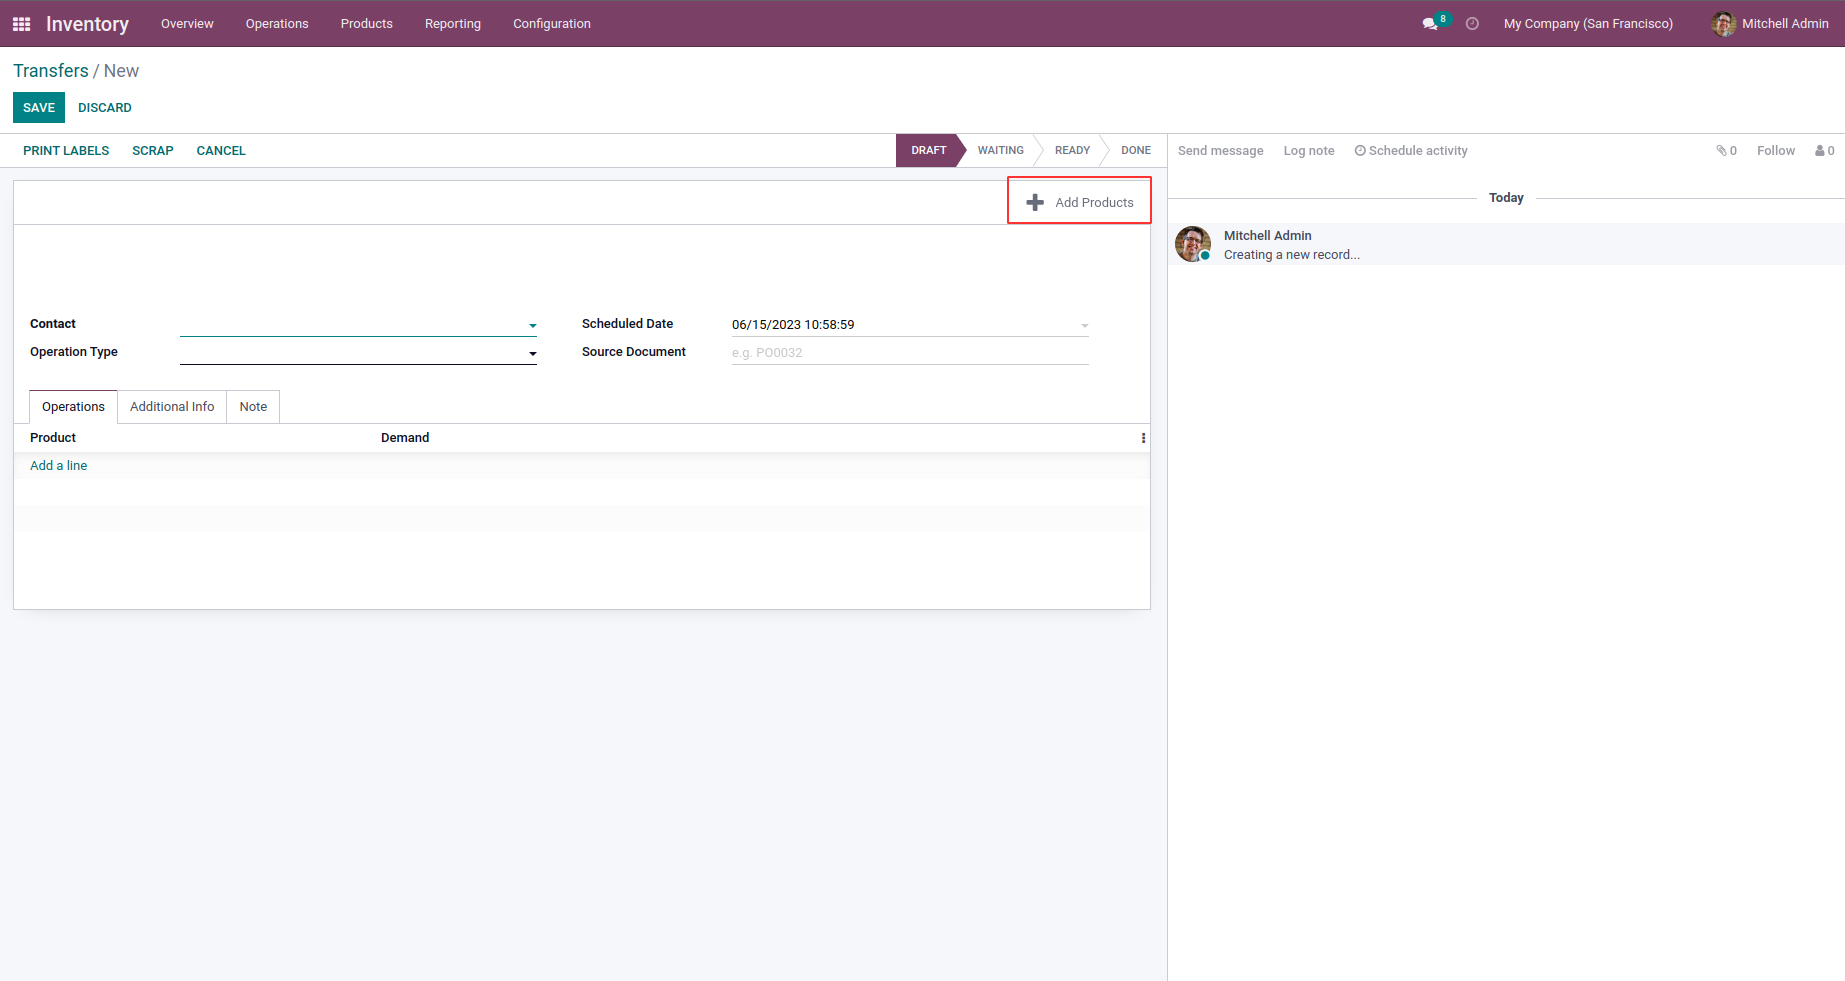 Inventory Overview Operations Products Reporting Configuration 8 My Company (San Francisco) Mitchell Admin
Transfers / New
SAVE DISCARD
PRINT LABELS SCRAP CANCEL DRAFT WAITING READY DONE Send message Log note Schedule activity 0 Follow 0
Add Products
Today
Mitchell Admin
Creating a new record...
Contact Scheduled Date 06/15/2023 10:58:59
Operation Type Source Document e.g. PO0032
Operations Additional Info Note
Product Demand
Add a line